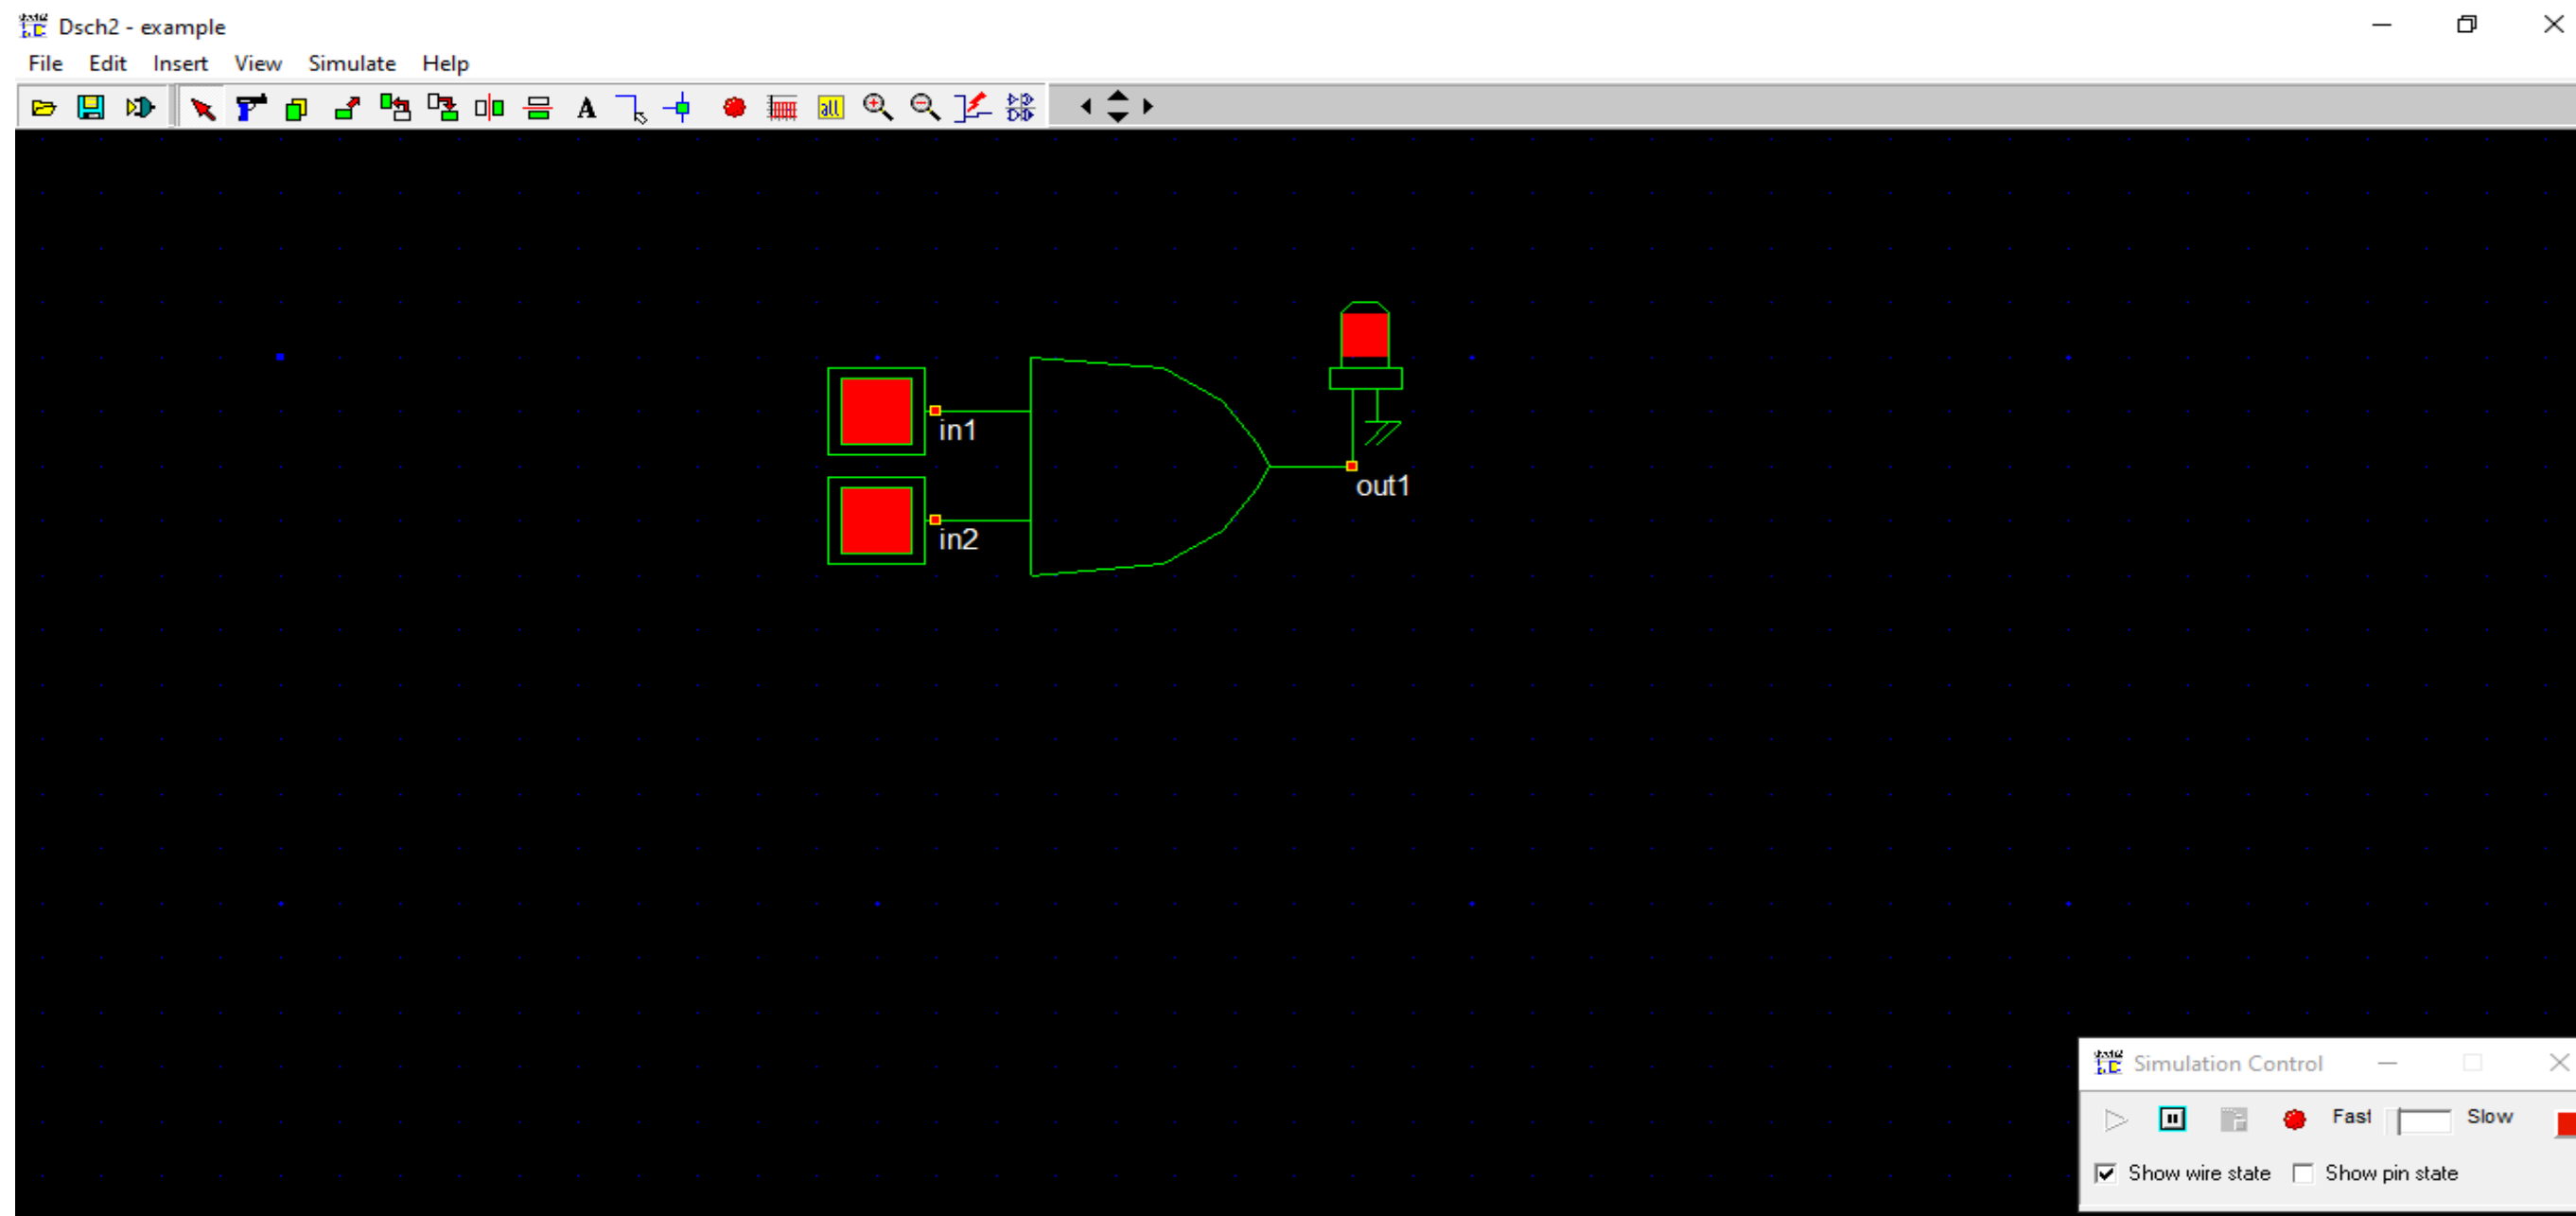 Dsch2 - example
File Edit Insert View Simulate Help
A all
in1
in2
out1
Simulation Control
Fast Slow
Show wire state Show pin state